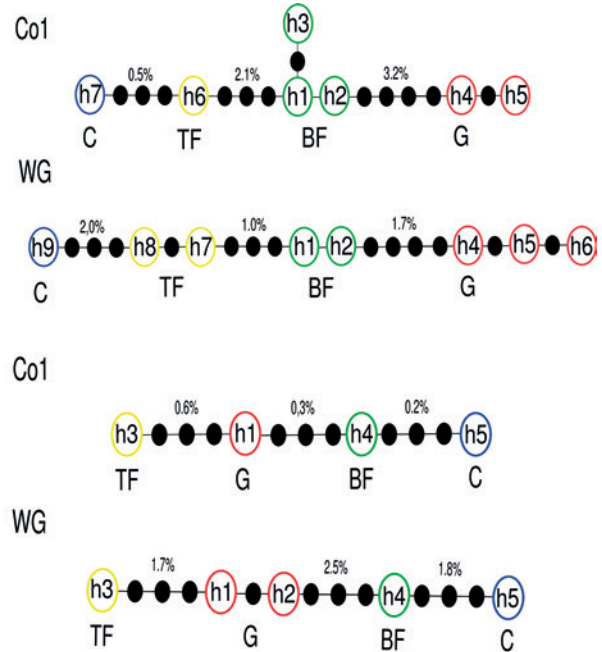 Co1
h3
0.5% 2.1% 3.2%
h7 h6 h1 h2 h4 h5
C TF BF G
WG
2,0% 1.0% 1.7%
h9 h8 h7 h1 h2 h4 h5 h6
C TF BF G
Co1
0.6% 0,3% 0.2%
h3 h1 h4 h5
TF G BF C
WG
1.7% 2.5% 1.8%
h3 h1 h2 h4 h5
TF G BF C